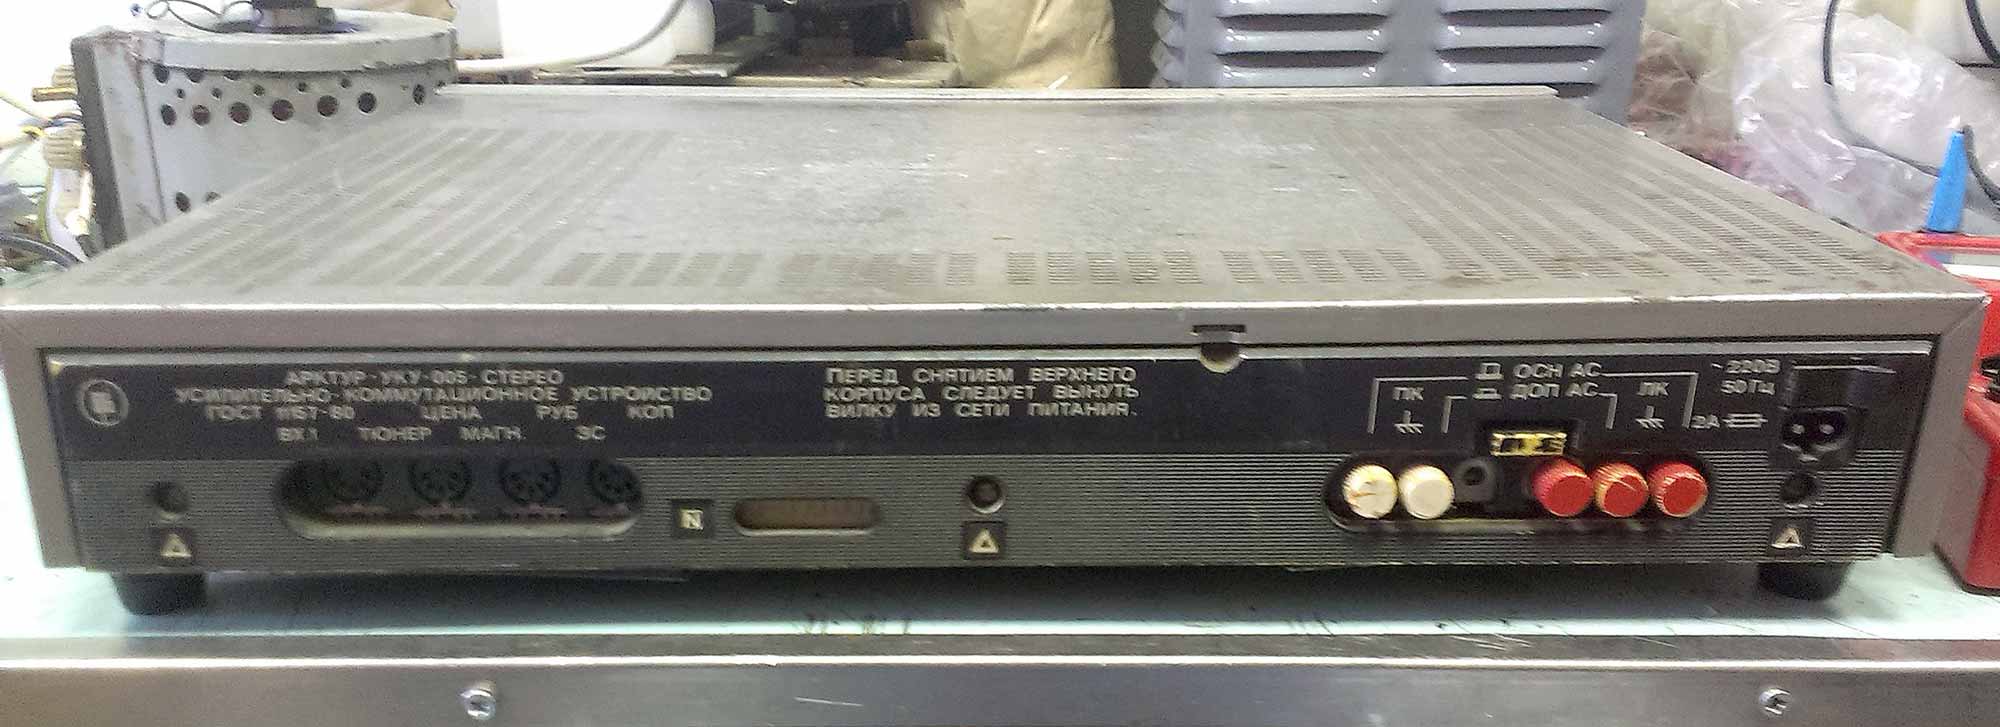 АРКТУР-УКУ-005-СТЕРЕО
УСИЛИТЕЛЬНО-КОММУТАЦИОННОЕ УСТРОЙСТВО
ГОСТ 11157-80 ЦЕНА РУБ КОП
ВХ.1 ТЮНЕР МАГН. ЭС
N
ПЕРЕД СНЯТИЕМ ВЕРХНЕГО
КОРПУСА СЛЕДУЕТ ВЫНУТЬ
ВИЛКУ ИЗ СЕТИ ПИТАНИЯ.
ОСН АС
ПК ДОП АС ЛК
~220В
50Гц
2А